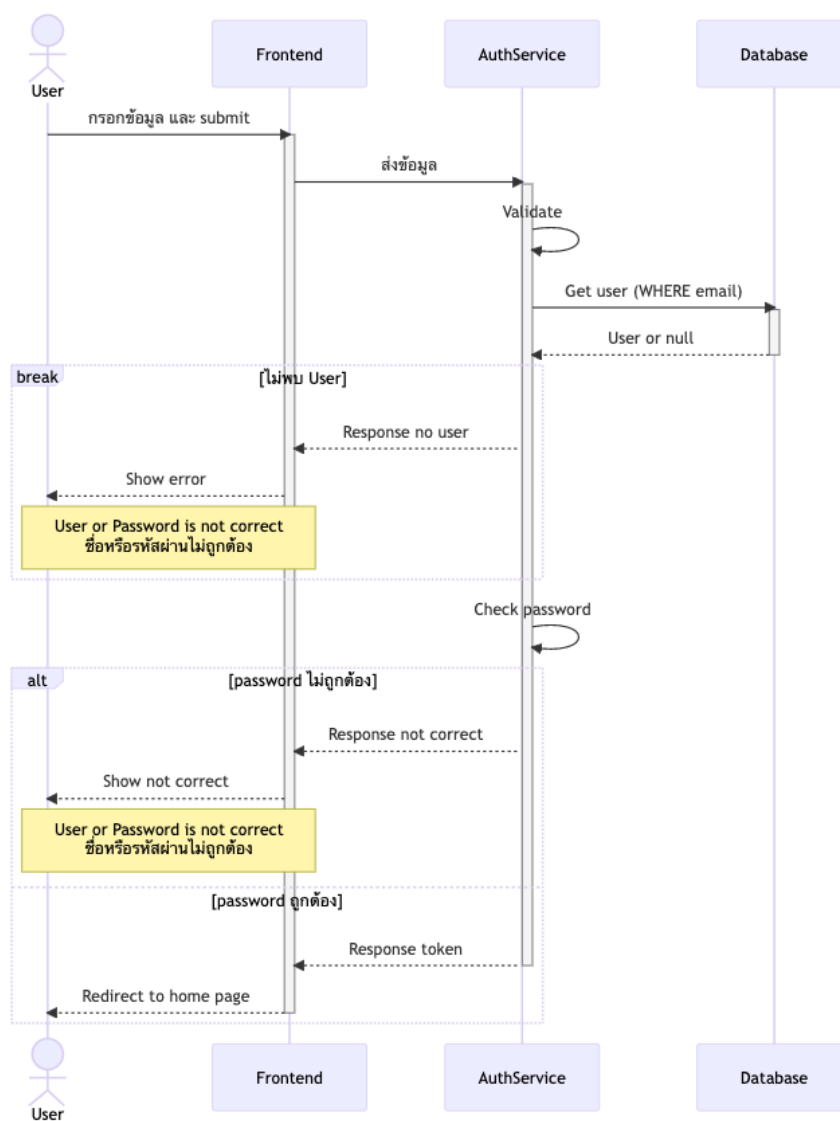 User
Frontend
AuthService
Database
กรอกข้อมูล และ submit
ส่งข้อมูล
Validate
Get user (WHERE email)
User or null
break
[ไม่พบ User]
Response no user
Show error
User or Password is not correct
ชื่อหรือรหัสผ่านไม่ถูกต้อง
Check password
alt
[password ไม่ถูกต้อง]
Response not correct
Show not correct
User or Password is not correct
ชื่อหรือรหัสผ่านไม่ถูกต้อง
[password ถูกต้อง]
Response token
Redirect to home page
User
Frontend
AuthService
Database